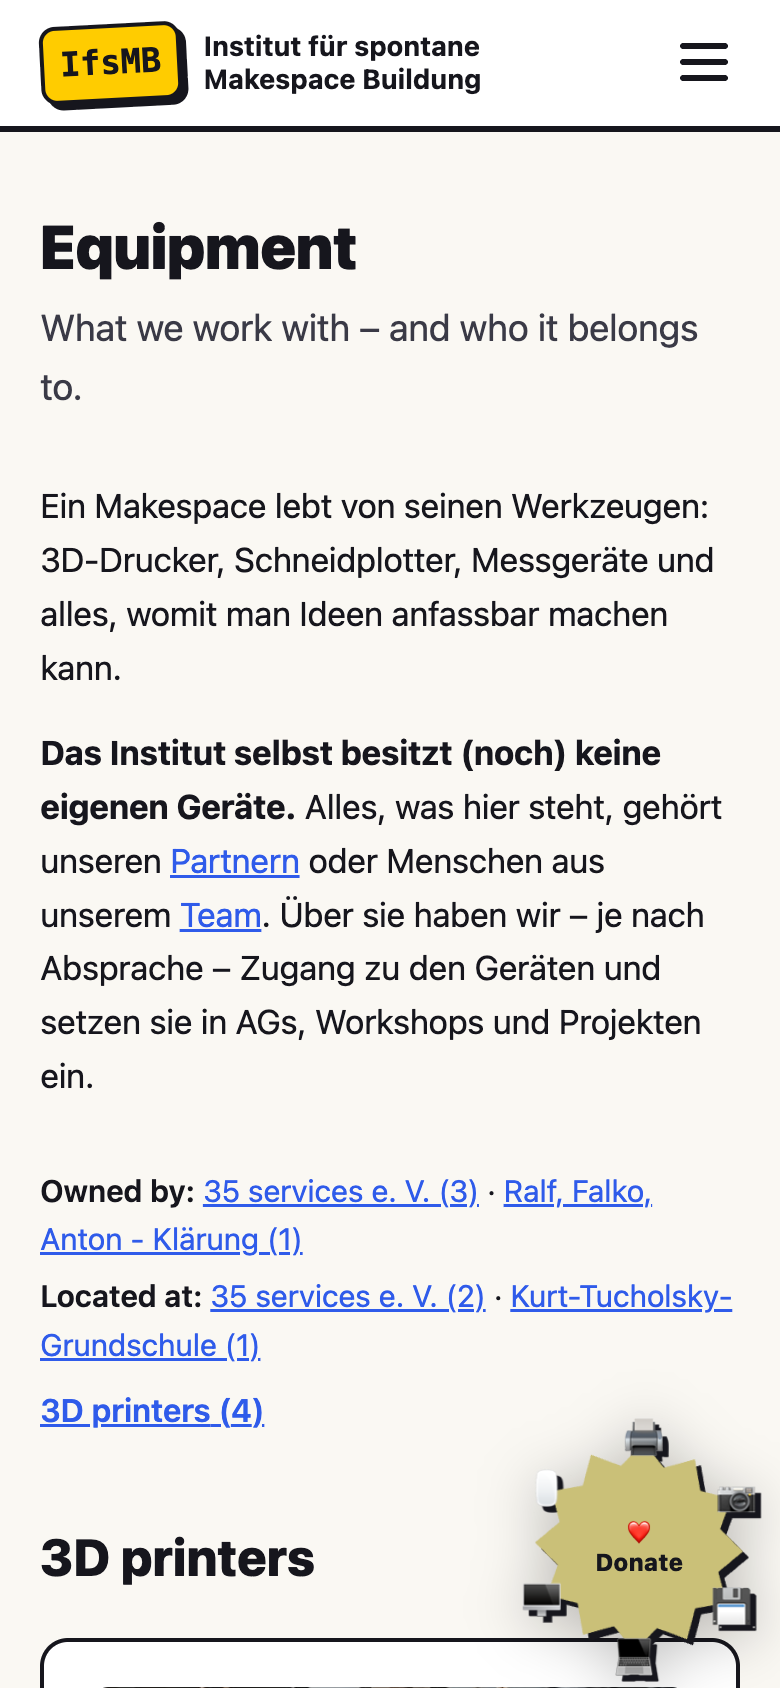 IfsMB
Institut für spontane
Makespace Buildung
Equipment
What we work with – and who it belongs
to.
Ein Makespace lebt von seinen Werkzeugen:
3D-Drucker, Schneidplotter, Messgeräte und
alles, womit man Ideen anfassbar machen
kann.
Das Institut selbst besitzt (noch) keine
eigenen Geräte. Alles, was hier steht, gehört
unseren Partnern oder Menschen aus
unserem Team. Über sie haben wir – je nach
Absprache – Zugang zu den Geräten und
setzen sie in AGs, Workshops und Projekten
ein.
Owned by: 35 services e. V. (3) · Ralf, Falko,
Anton - Klärung (1)
Located at: 35 services e. V. (2) · Kurt-Tucholsky-
Grundschule (1)
3D printers (4)
3D printers
Donate